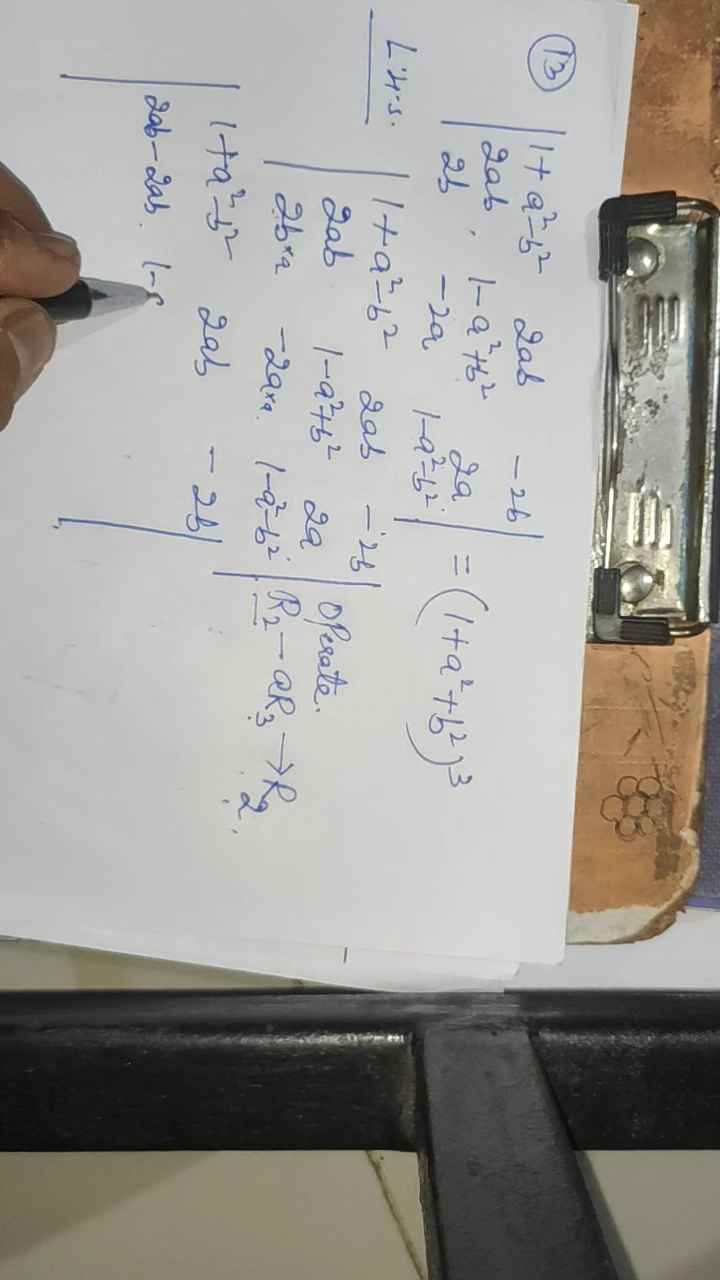 (13) | 1+a²-b² 2ab -2b |
| 2ab 1-a²+b² 2a | = (1+a²+b²)³
| 2b -2a 1-a²-b² |
L.H.S.
| 1+a²-b² 2ab -2b |
| 2ab 1-a²+b² 2a | operate.
| 2b×a -2a×a 1-a²-b² | R₂-aR₃→R₂
| 1+a²-b² 2ab -2b |
| 2ab-2ab 1-